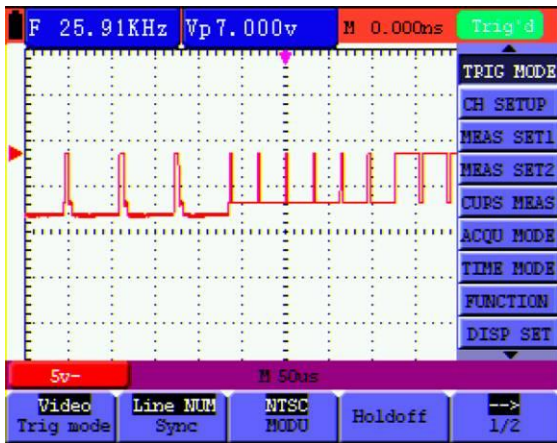 F 25.91KHz Vp7.000v M 0.000ns Trig'd
TRIG MODE
CH SETUP
MEAS SET1
MEAS SET2
CUPS MEAS
ACQU MODE
TIME MODE
FUNCTION
DISP SET
5v- M 50us
Video Line NUM NTSC Holdoff -->
Trig mode Sync MODU 1/2